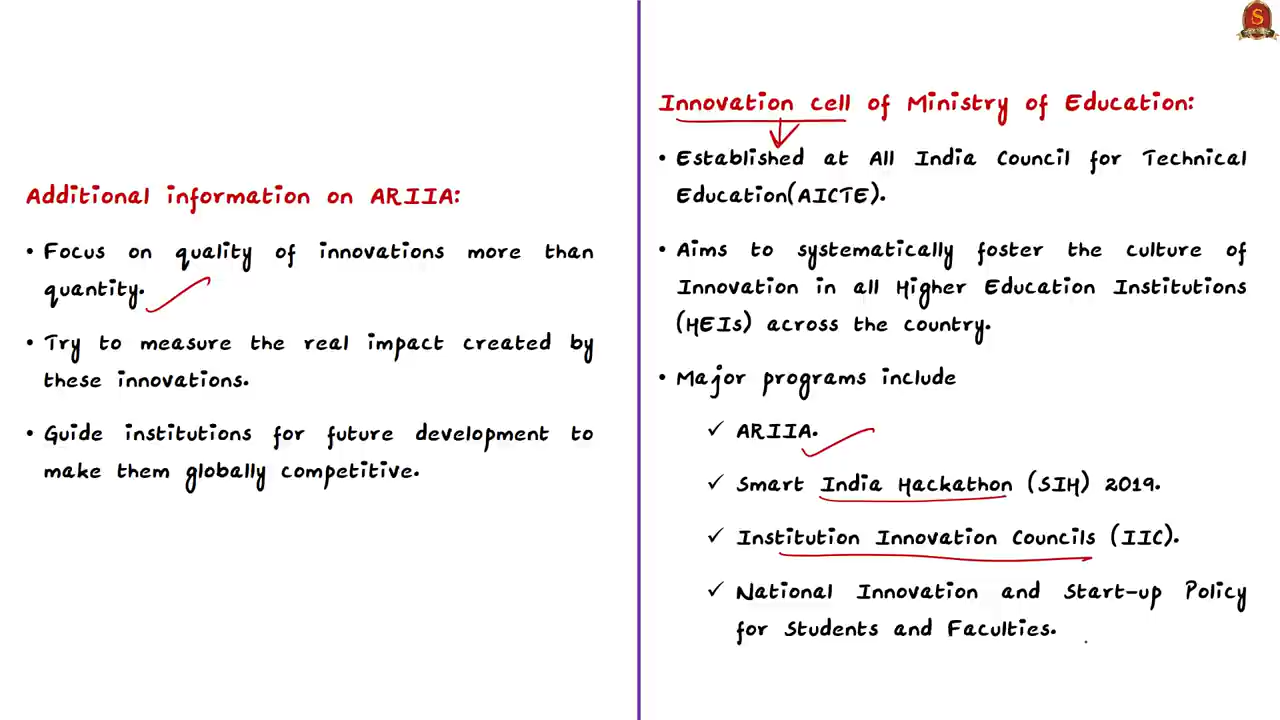 Additional information on ARIIA:
• Focus on quality of innovations more than
quantity.
• Try to measure the real impact created by
these innovations.
• Guide institutions for future development to
make them globally competitive.
S
Innovation cell of Ministry of Education:
• Established at All India Council for Technical
Education(AICTE).
• Aims to systematically foster the culture of
Innovation in all Higher Education Institutions
(HEIs) across the country.
• Major programs include
✓ ARIIA.
✓ Smart India Hackathon (SIH) 2019.
✓ Institution Innovation Councils (IIC).
✓ National Innovation and Start-up Policy
for Students and Faculties.